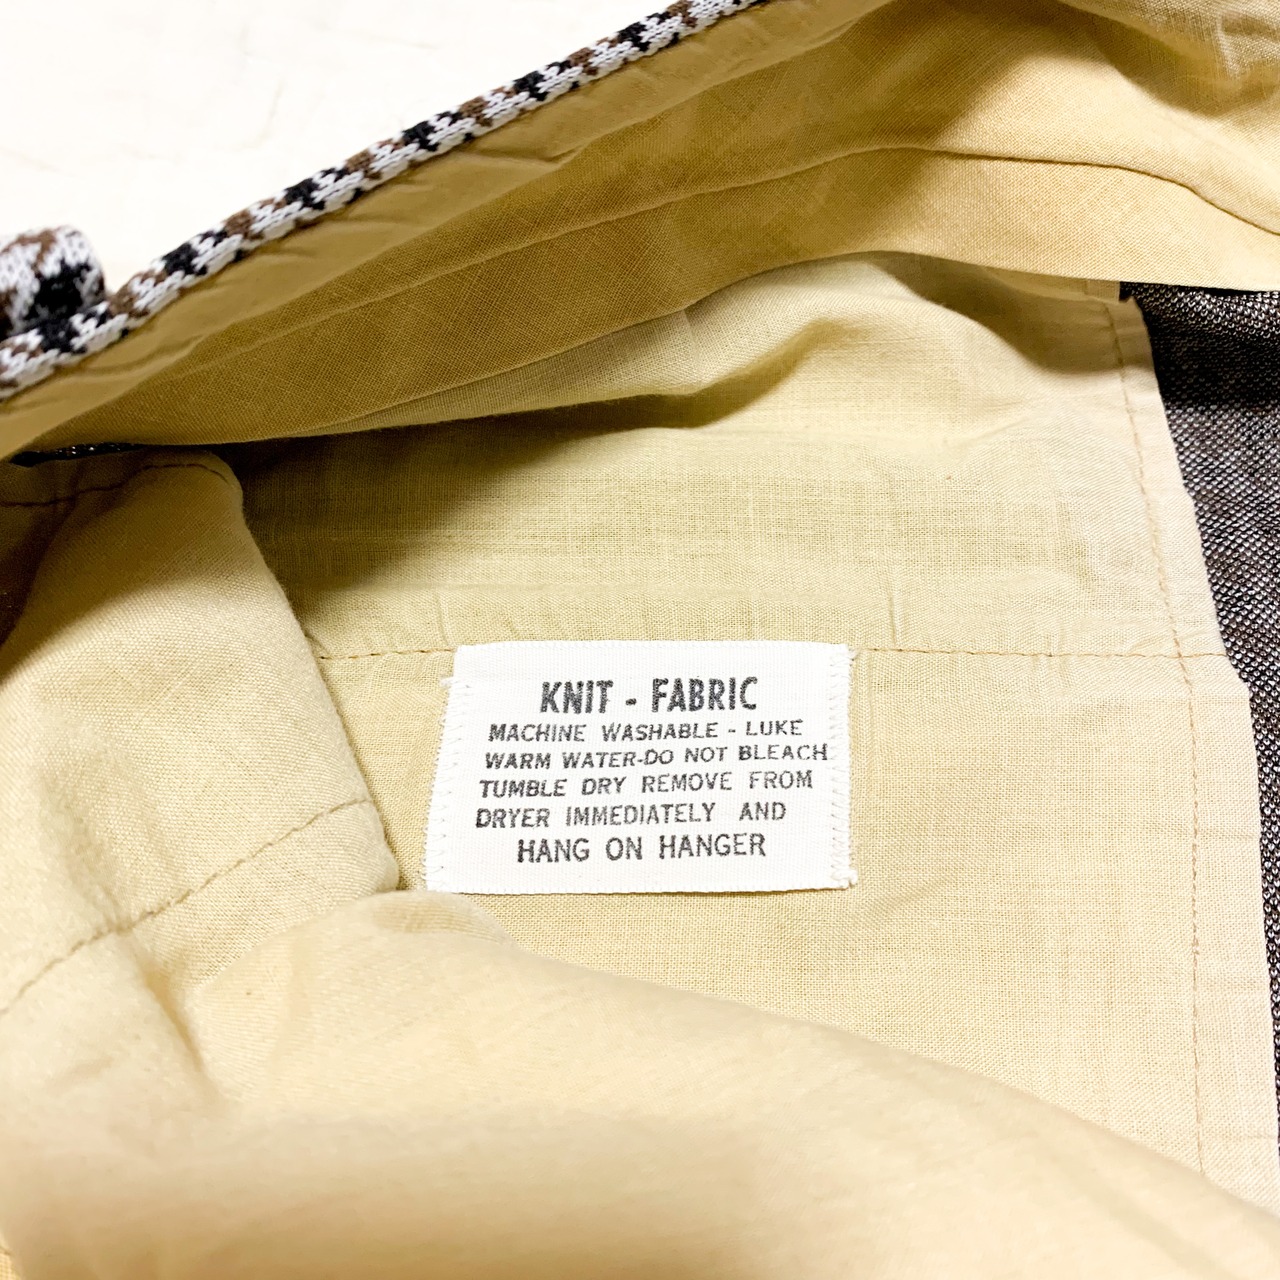 KNIT - FABRIC
MACHINE WASHABLE - LUKE
WARM WATER-DO NOT BLEACH
TUMBLE DRY REMOVE FROM
DRYER IMMEDIATELY AND
HANG ON HANGER